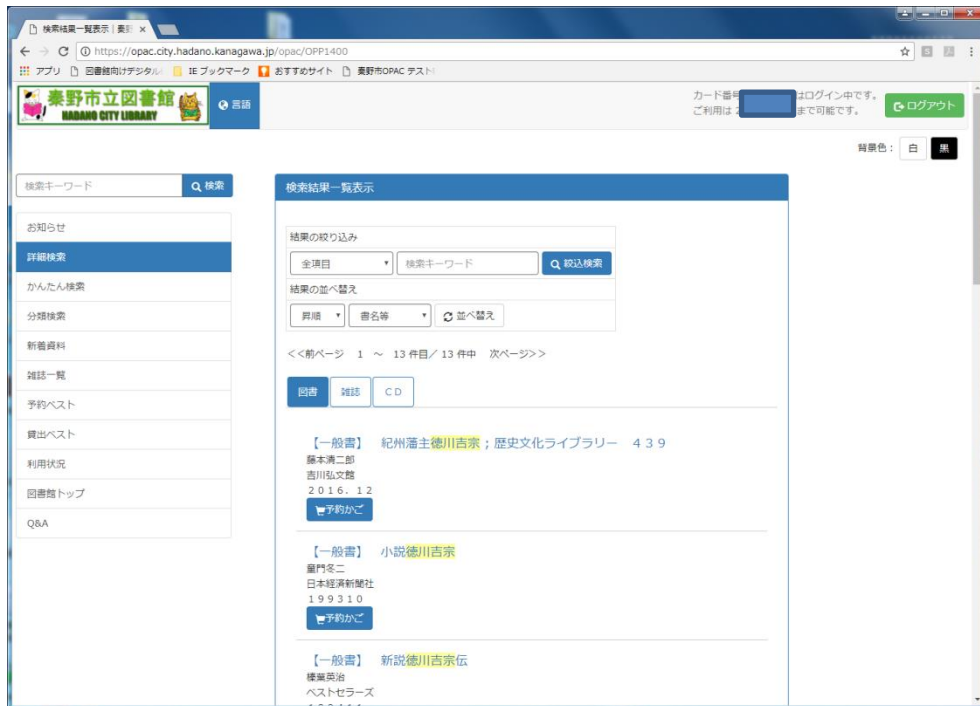 検索結果一覧表示 | 秦野
https://opac.city.hadano.kanagawa.jp/opac/OPP1400
アプリ 図書館向けデジタル IE ブックマーク おすすめサイト 秦野市OPAC テスト
秦野市立図書館
HADANO CITY LIBRARY
言語
カード番号 はログイン中です。
ご利用は 2 まで可能です。
ログアウト
背景色： 白 黒
検索キーワード 検索
お知らせ
詳細検索
かんたん検索
分類検索
新着資料
雑誌一覧
予約ベスト
貸出ベスト
利用状況
図書館トップ
Q&A
検索結果一覧表示
結果の絞り込み
全項目 検索キーワード 絞込検索
結果の並べ替え
昇順 書名等 並べ替え
<<前ページ 1 ～ 13件目／13件中 次ページ>>
図書 雑誌 ＣＤ
【一般書】 紀州藩主徳川吉宗；歴史文化ライブラリー ４３９
藤本清二郎
吉川弘文館
２０１６．１２
予約かご
【一般書】 小説徳川吉宗
童門冬二
日本経済新聞社
１９９３１０
予約かご
【一般書】 新説徳川吉宗伝
榛葉英治
ベストセラーズ